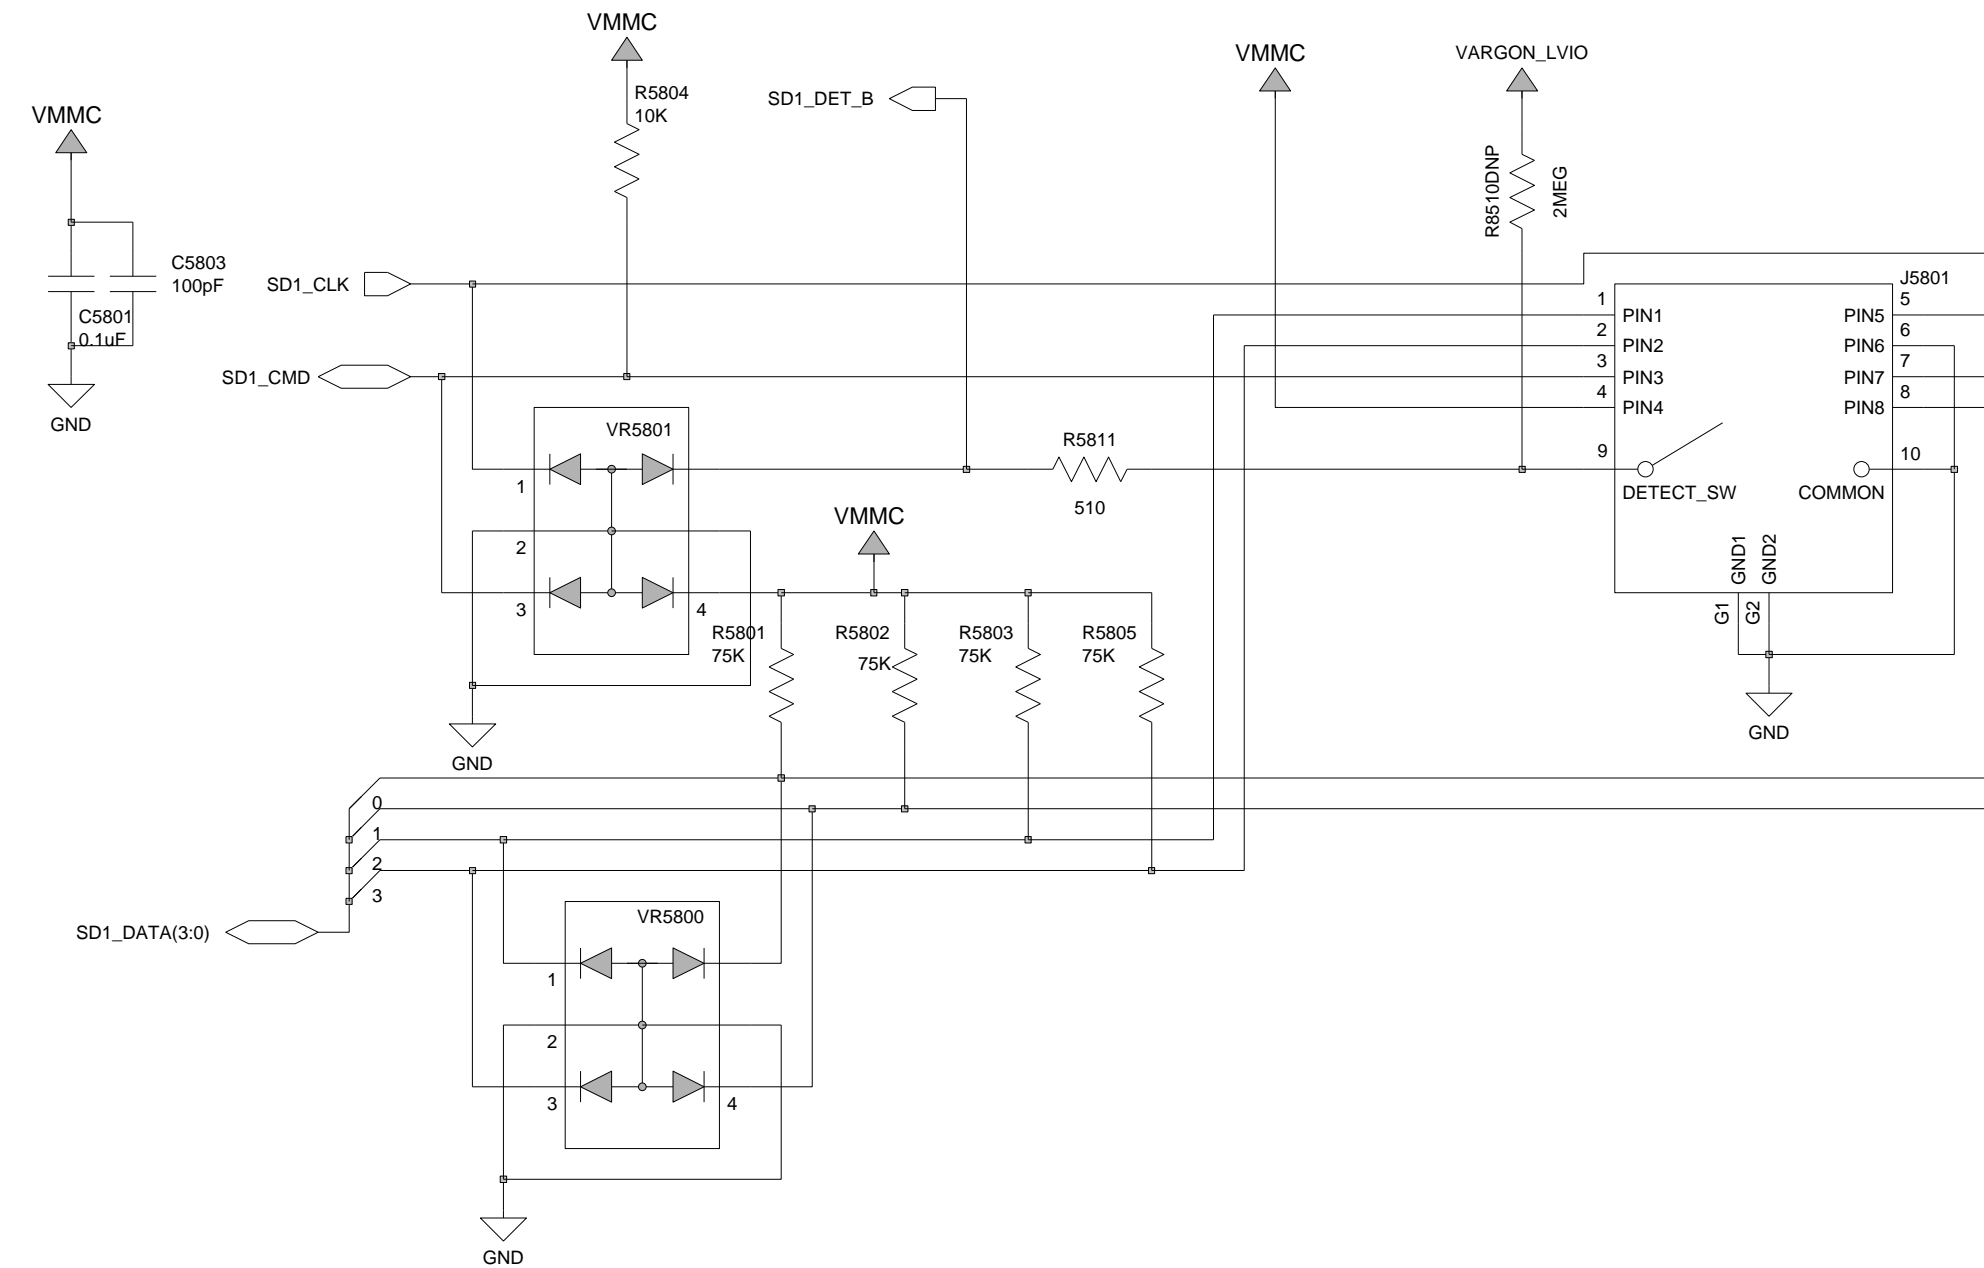 VMMC
VMMC
VARGON_LVIO
R5804
10K
SD1_DET_B
VMMC
R8510DNP
2MEG
C5803
100pF
SD1_CLK
J5801
C5801
0.1uF
SD1_CMD
GND
1
PIN1
PIN5
5
2
PIN2
PIN6
6
3
PIN3
PIN7
7
4
PIN4
PIN8
8
VR5801
R5811
510
9
10
DETECT_SW
COMMON
1
2
3
4
VMMC
GND1
GND2
G1
G2
R5801
75K
R5802
75K
R5803
75K
R5805
75K
GND
GND
0
1
2
3
SD1_DATA(3:0)
VR5800
1
2
3
4
GND